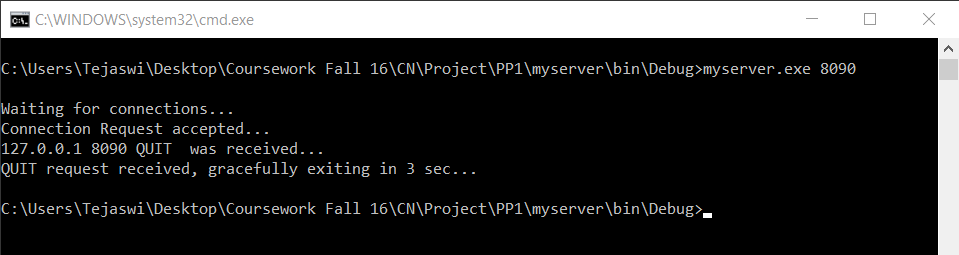 C:\WINDOWS\system32\cmd.exe
C:\Users\Tejaswi\Desktop\Coursework Fall 16\CN\Project\PP1\myserver\bin\Debug>myserver.exe 8090
Waiting for connections...
Connection Request accepted...
127.0.0.1 8090 QUIT  was received...
QUIT request received, gracefully exiting in 3 sec...
C:\Users\Tejaswi\Desktop\Coursework Fall 16\CN\Project\PP1\myserver\bin\Debug>